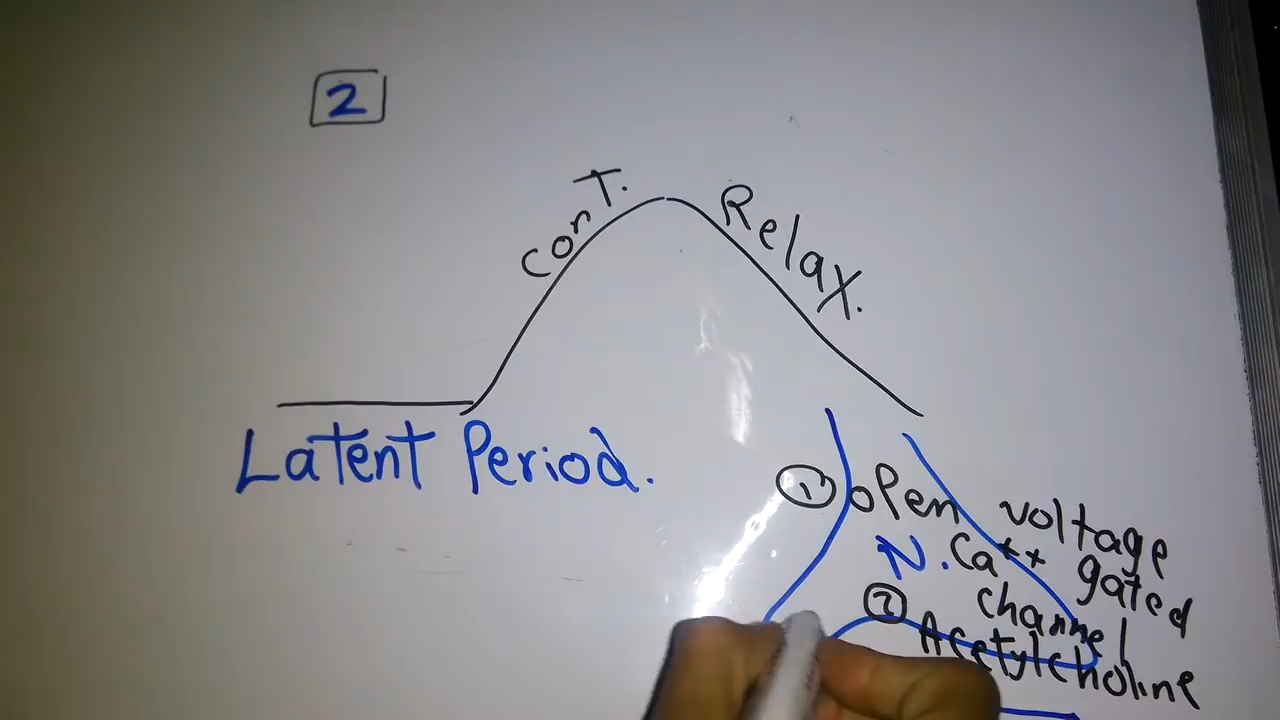 2
ConT.
Relax.
Latent Period.
① open voltage
N. Ca++ gated
channel
② Acetylcholine